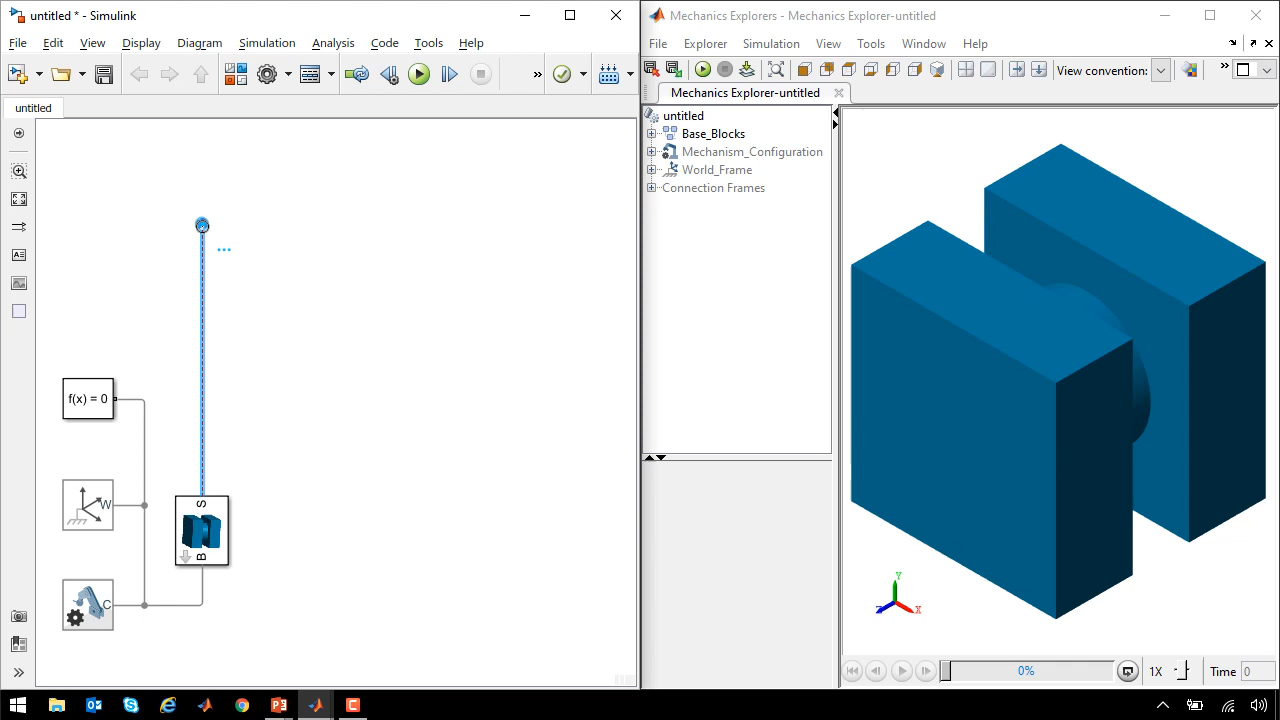 untitled * - Simulink
File Edit View Display Diagram Simulation Analysis Code Tools Help
»
untitled
f(x) = 0
W
C
S
B
»
Mechanics Explorers - Mechanics Explorer-untitled
File Explorer Simulation View Tools Window Help
View convention:
»
Mechanics Explorer-untitled
untitled
Base_Blocks
Mechanism_Configuration
World_Frame
Connection Frames
Y
Z
X
0%
1X
Time 0